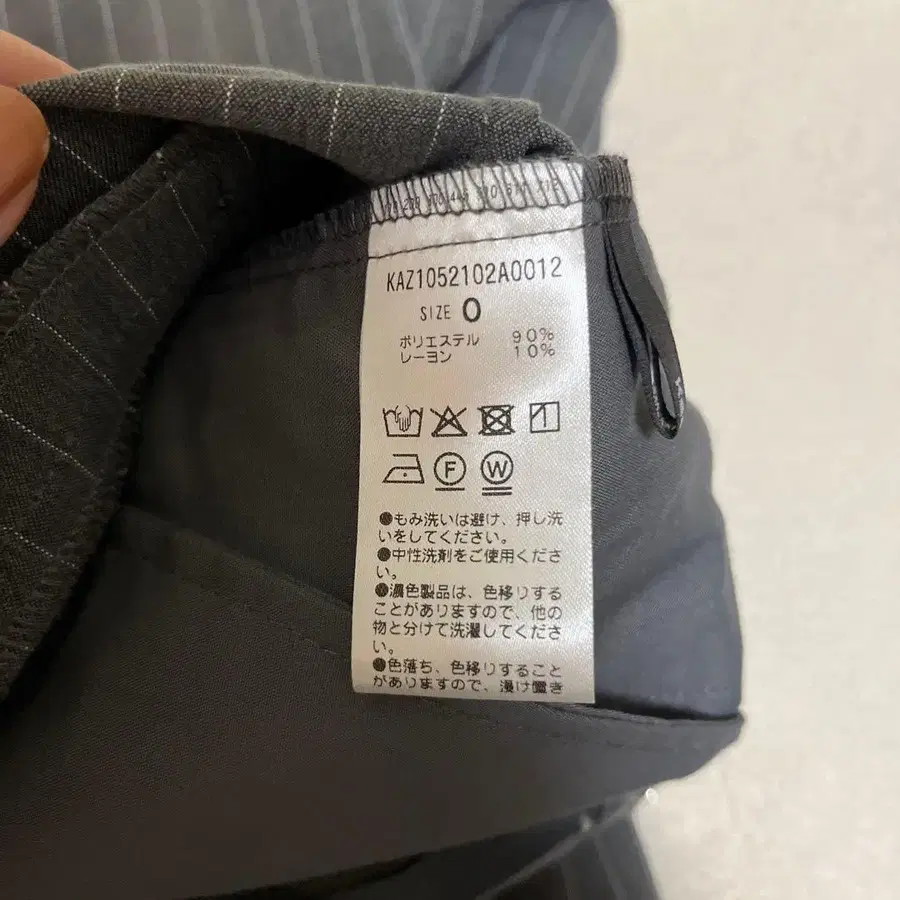 KAZ1052102A0012
SIZE 0
ポリエステル 90%
レーヨン 10%
F W
●もみ洗いは避け、押し洗
いをしてください。
●中性洗剤をご使用くださ
い。
●濃色製品は、色移りする
ことがありますので、他の
物と分けて洗濯してくださ
い。
●色落ち、色移りすること
がありますので、浸け置き